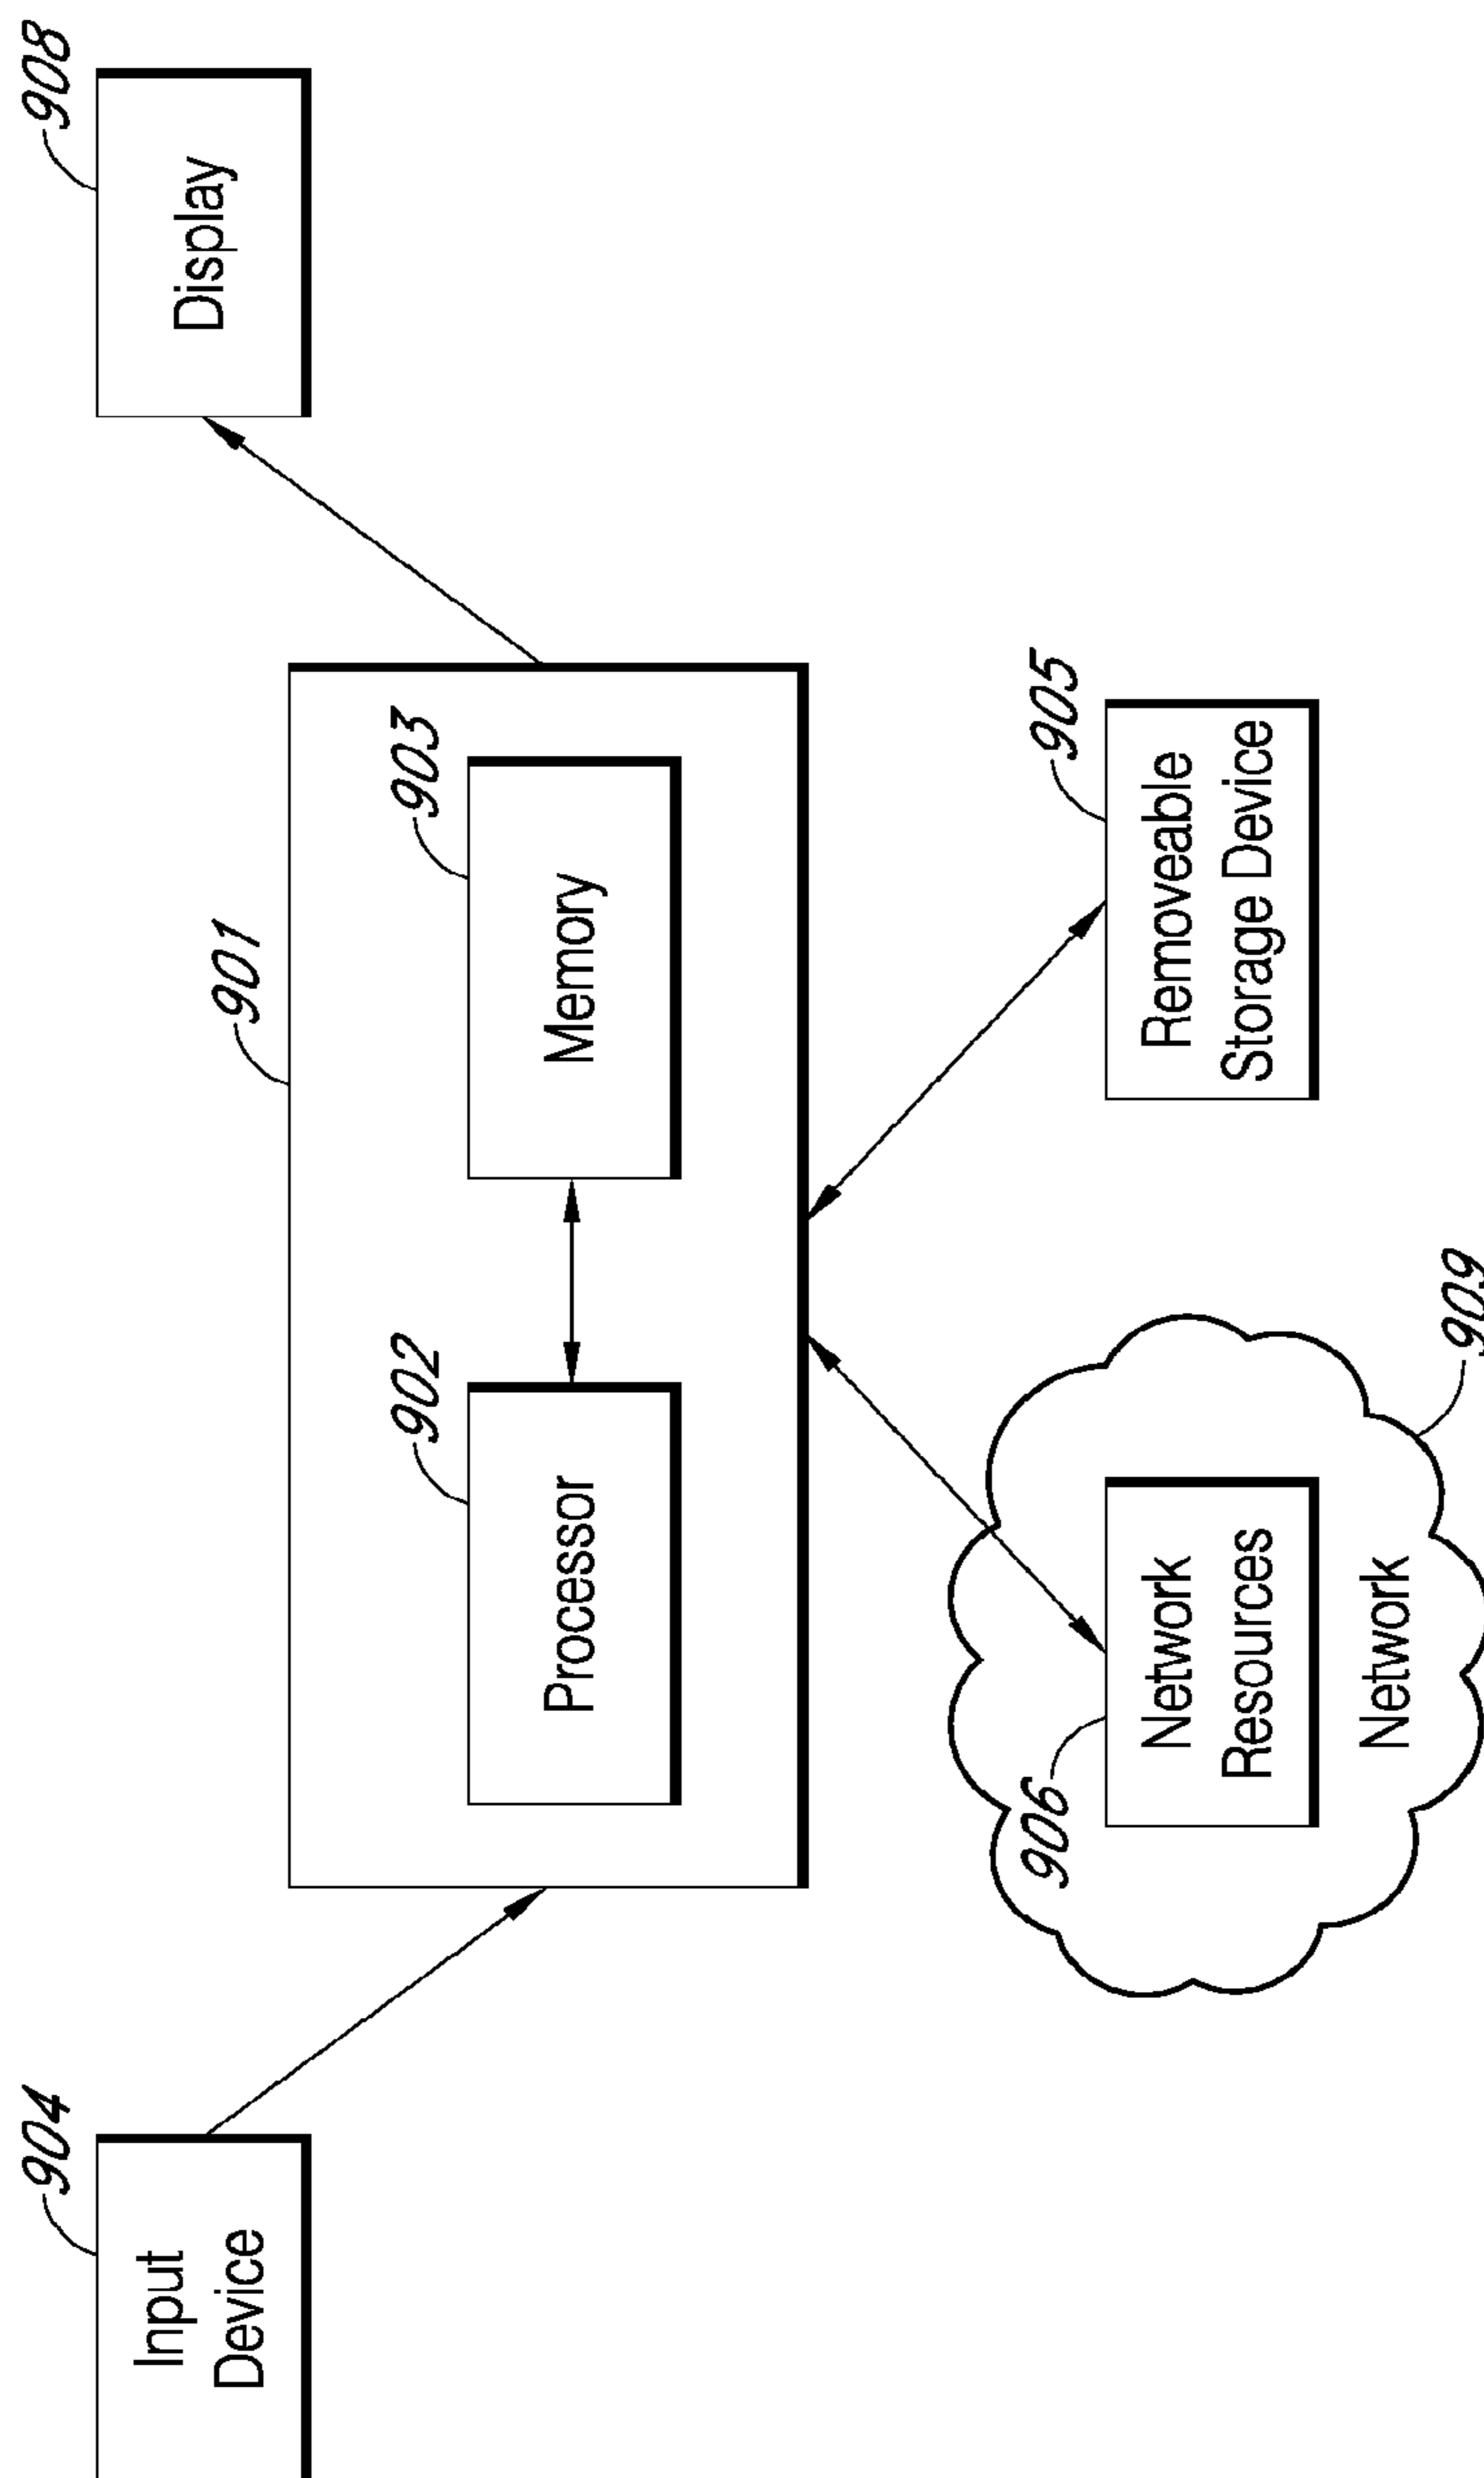 904
Input
Device
901
902
Processor
903
Memory
908
Display
906
Network
Resources
Network
909
905
Removeable
Storage Device